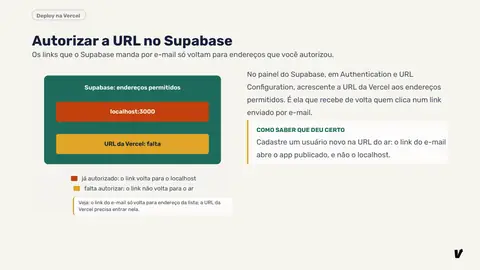 Deploy na Vercel
Autorizar a URL no Supabase
Os links que o Supabase manda por e-mail só voltam para endereços que você autorizou.
Supabase: endereços permitidos
localhost:3000
URL da Vercel: falta
já autorizado: o link volta para o localhost
falta autorizar: o link não volta para o ar
Veja: o link do e-mail só volta para endereço da lista; a URL da
Vercel precisa entrar nela.
No painel do Supabase, em Authentication e URL
Configuration, acrescente a URL da Vercel aos endereços
permitidos. É ela que recebe de volta quem clica num link
enviado por e-mail.
COMO SABER QUE DEU CERTO
Cadastre um usuário novo na URL do ar: o link do e-mail
abre o app publicado, e não o localhost.